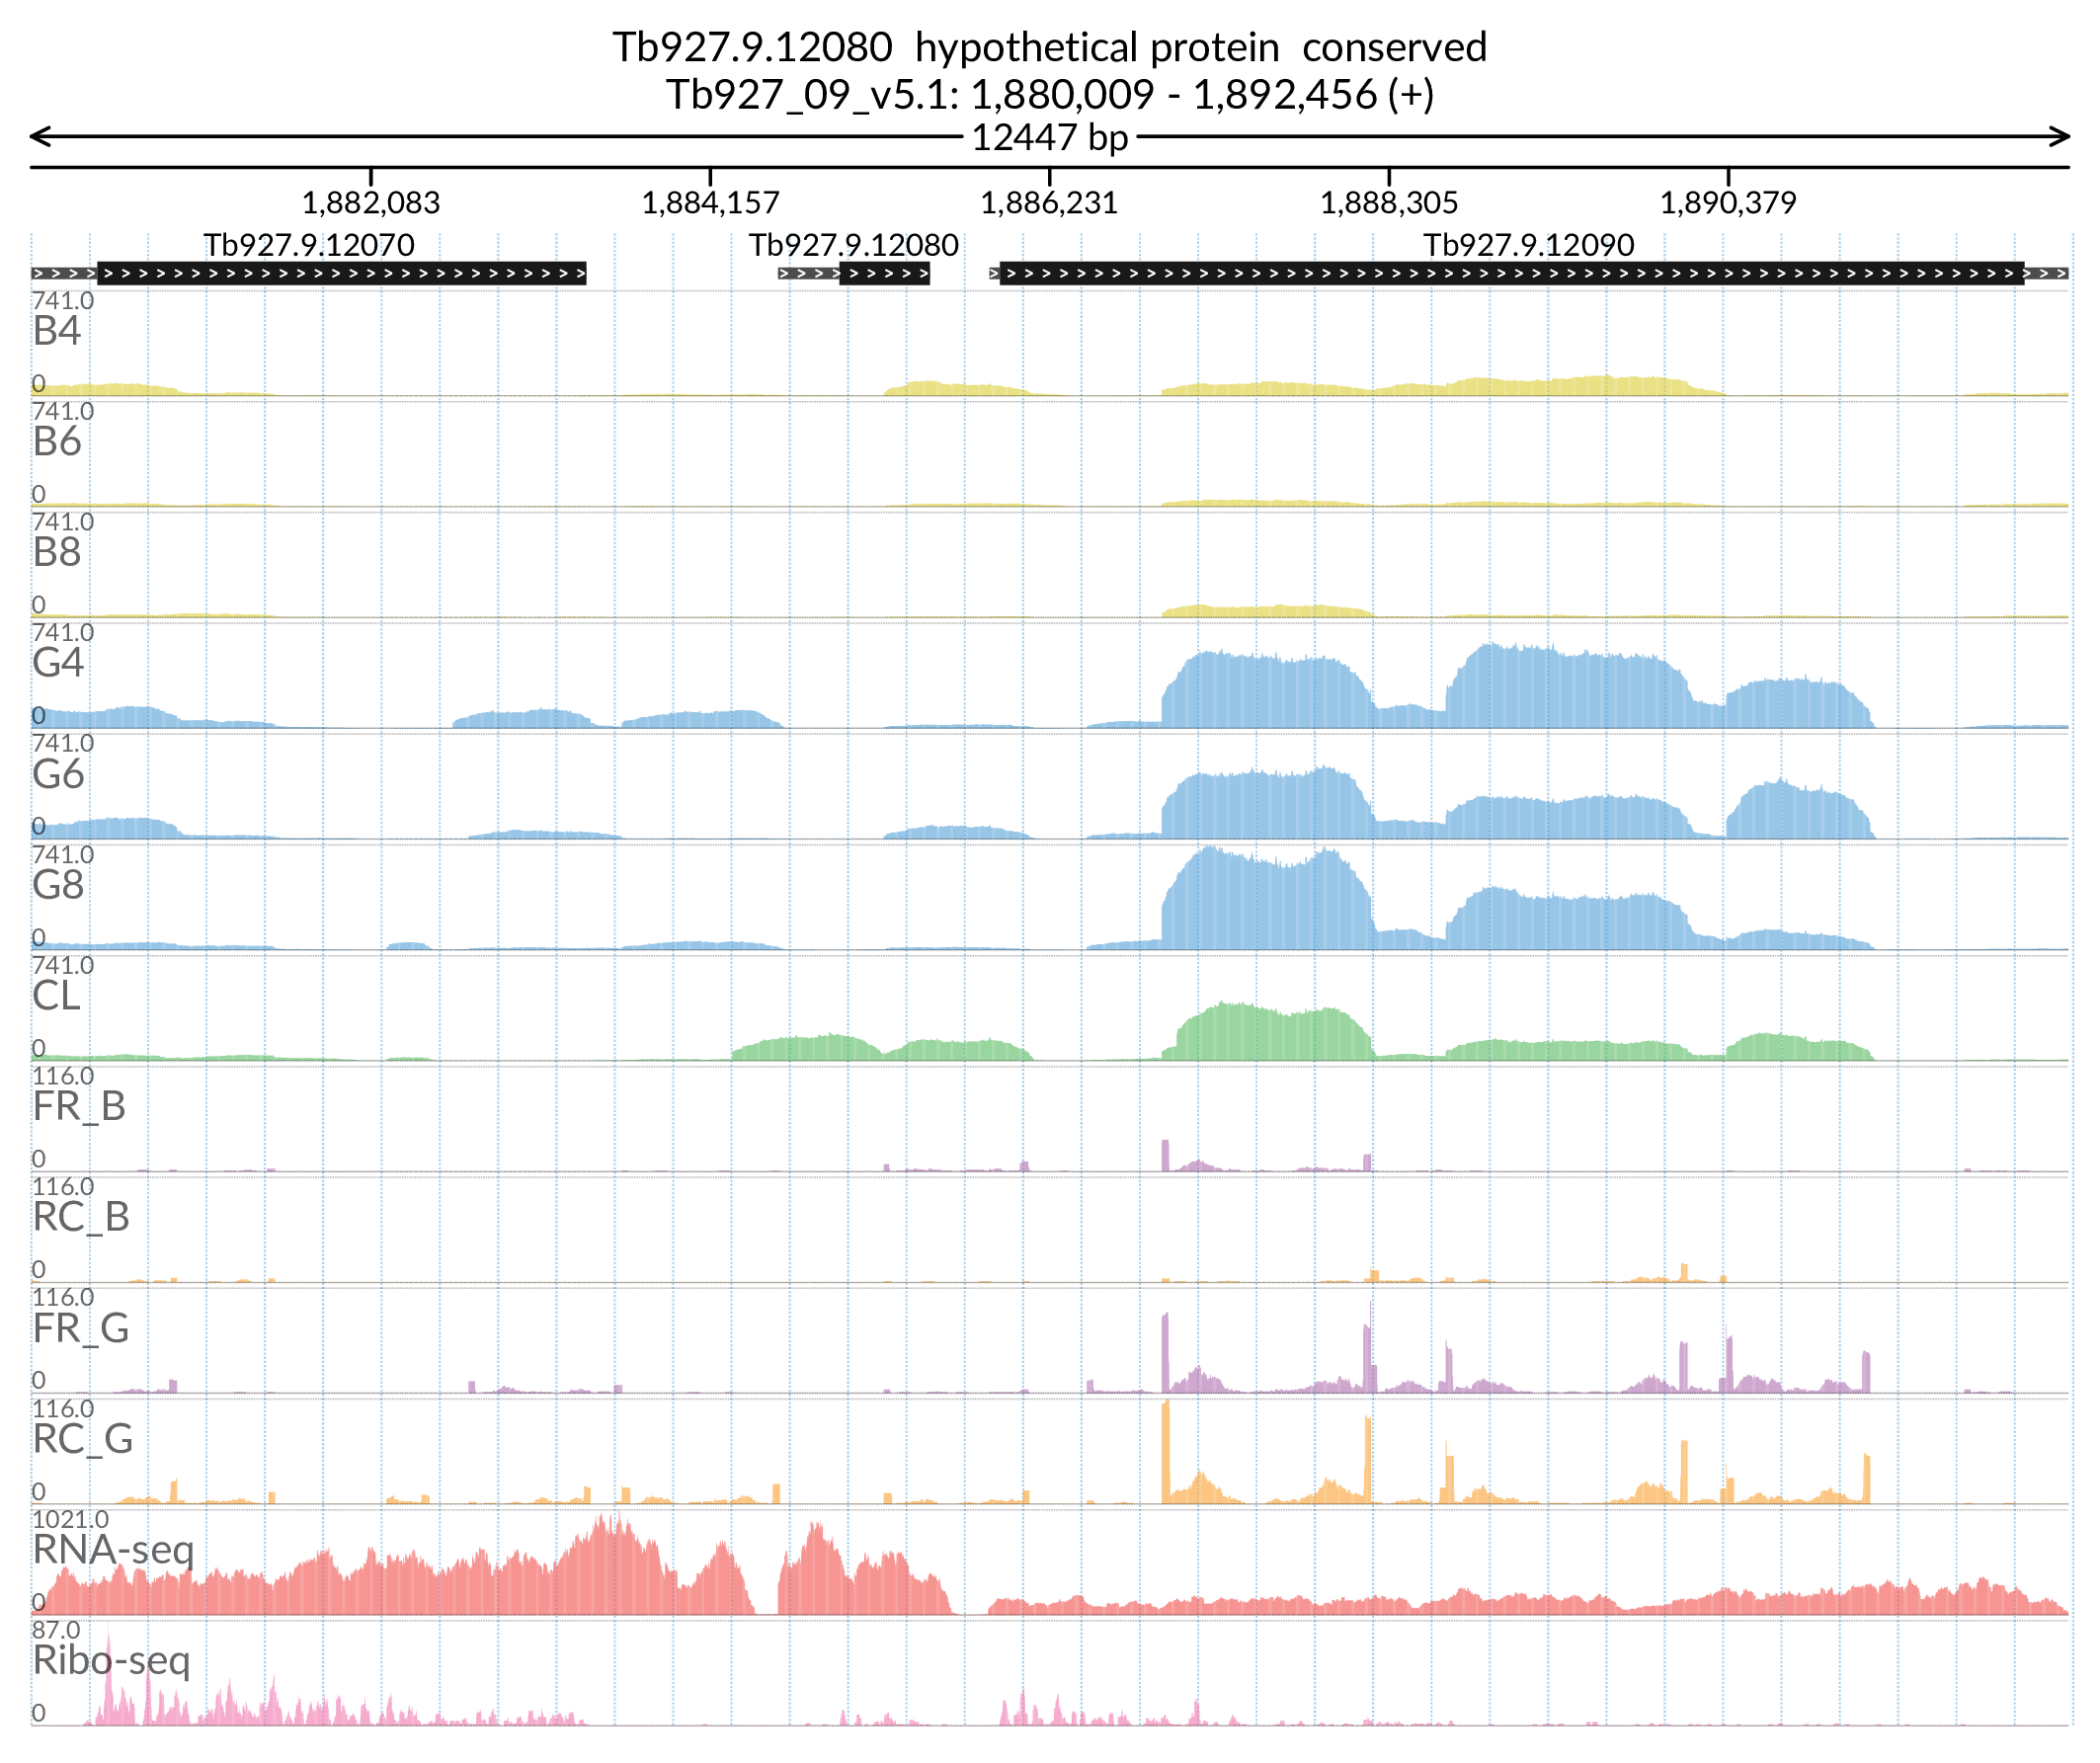 Tb927.9.12080 hypothetical protein conserved
Tb927_09_v5.1: 1,880,009 - 1,892,456 (+)
12447 bp
1,882,083 1,884,157 1,886,231 1,888,305 1,890,379
Tb927.9.12070 Tb927.9.12080 Tb927.9.12090
741.0
B4
0
741.0
B6
0
741.0
B8
0
741.0
G4
0
741.0
G6
0
741.0
G8
0
741.0
CL
0
116.0
FR_B
0
116.0
RC_B
0
116.0
FR_G
0
116.0
RC_G
0
1021.0
RNA-seq
0
87.0
Ribo-seq
0